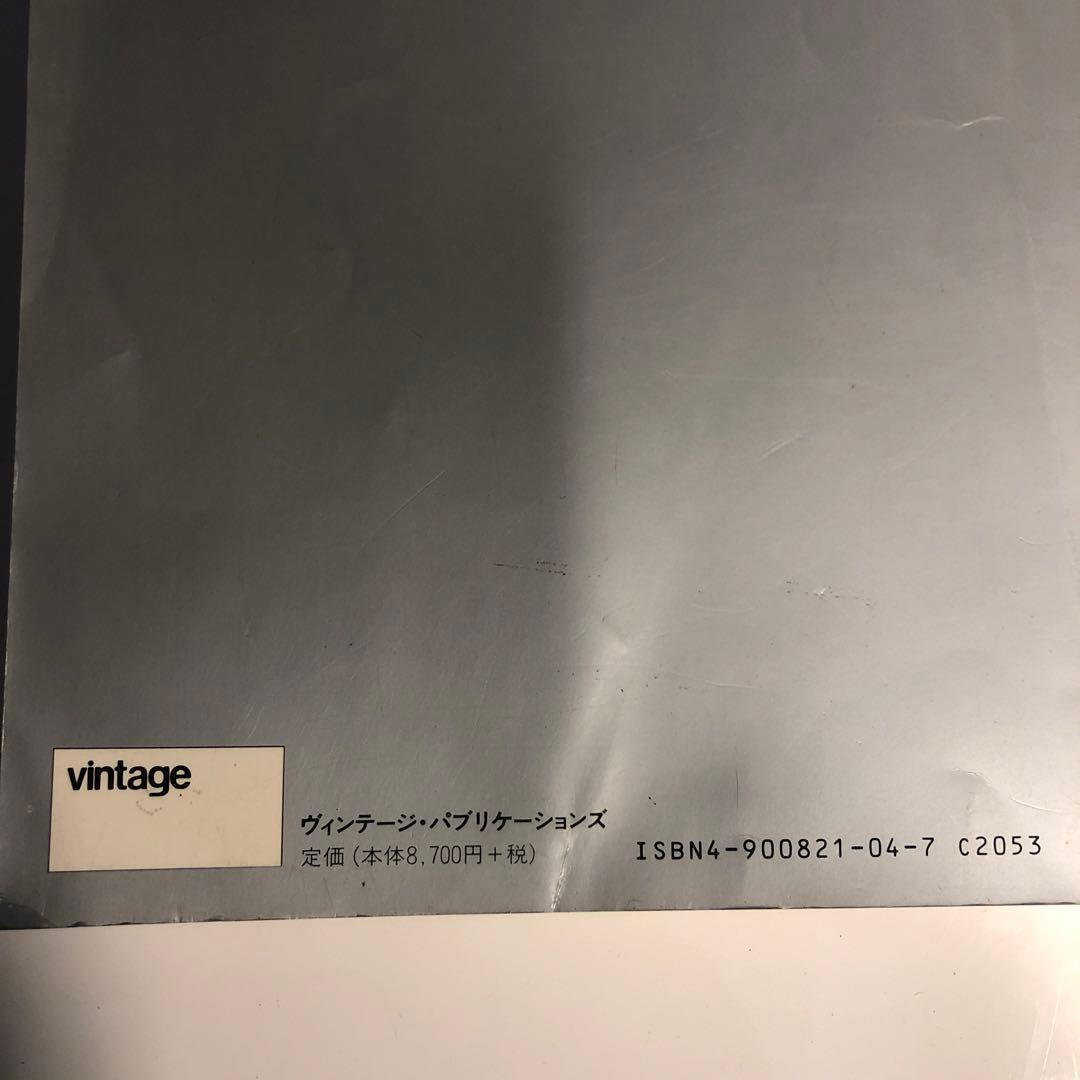 vintage
ヴィンテージ・パブリケーションズ
定価(本体8,700円+税)
ISBN4-900821-04-7 C2053